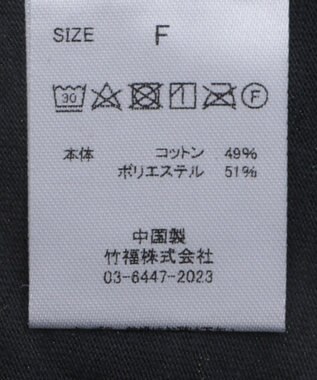 SIZE F
30 F
本体 コットン 49%
ポリエステル 51%
中国製
竹福株式会社
03-6447-2023